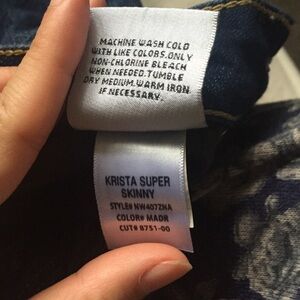 MACHINE WASH COLD
WITH LIKE COLORS.ONLY
NON-CHLORINE BLEACH
WHEN NEEDED.TUMBLE
DRY MEDIUM.WARM IRON
IF NECESSARY.
KRISTA SUPER
SKINNY
STYLE# NW407ZHA
COLOR# MADR
CUT# 8751-00